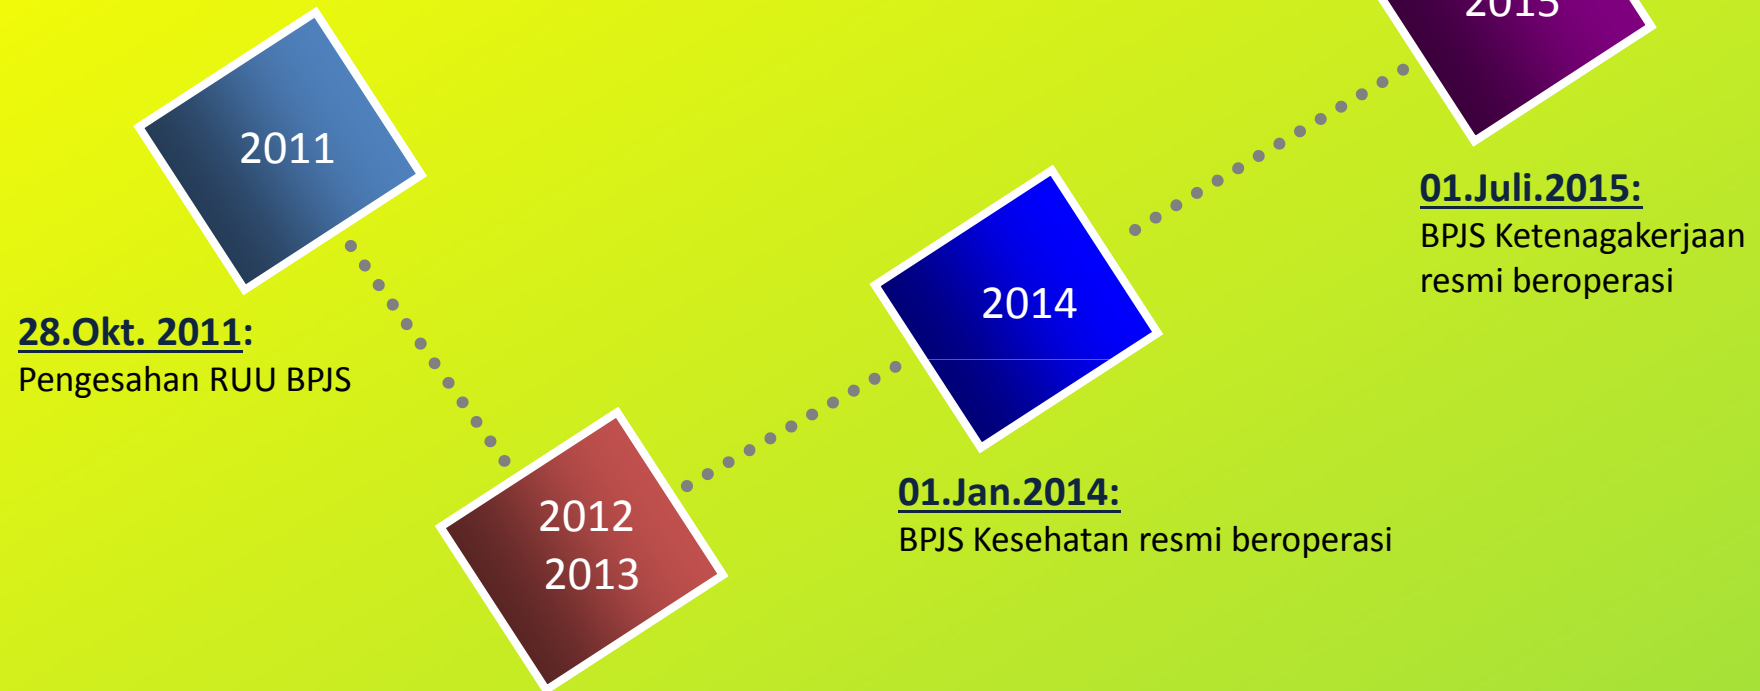 2011
28.Okt. 2011:
Pengesahan RUU BPJS
2012
2013
2014
01.Jan.2014:
BPJS Kesehatan resmi beroperasi
2015
01.Juli.2015:
BPJS Ketenagakerjaan
resmi beroperasi